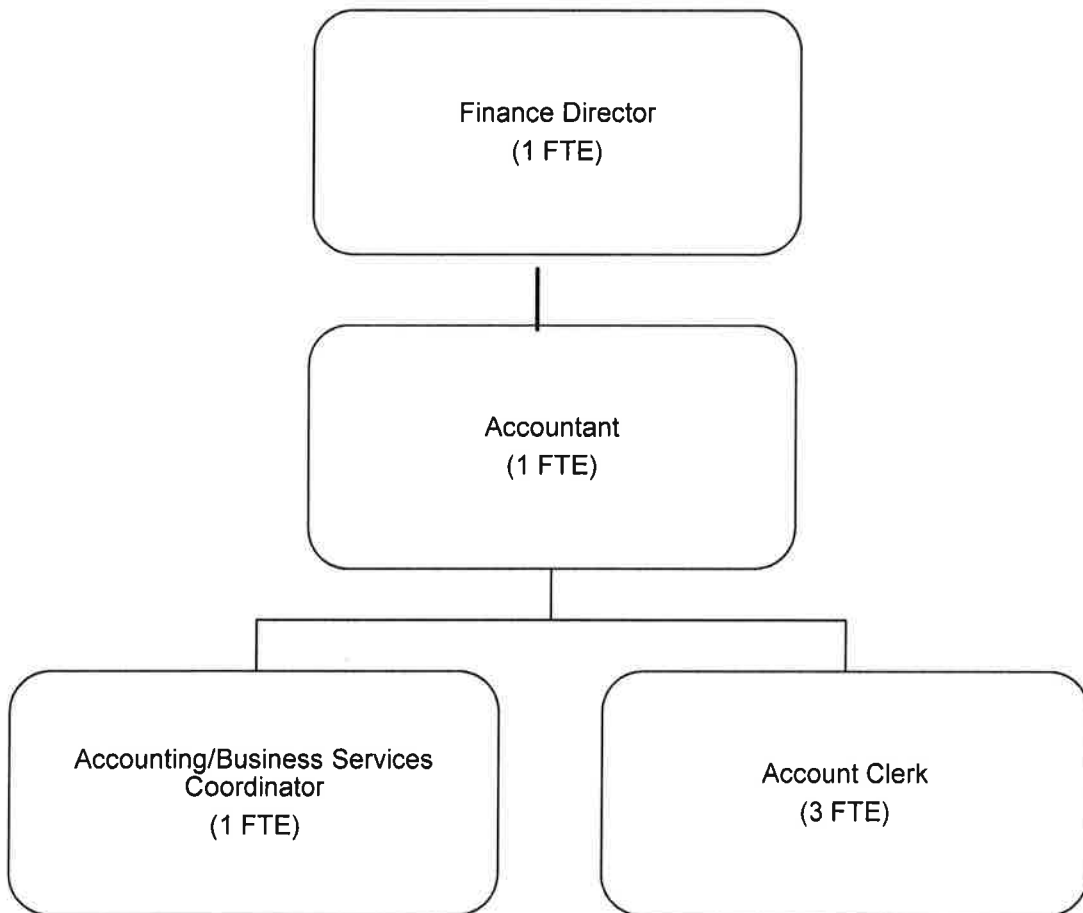 Finance Director
(1 FTE)
Accountant
(1 FTE)
Accounting/Business Services
Coordinator
(1 FTE)
Account Clerk
(3 FTE)